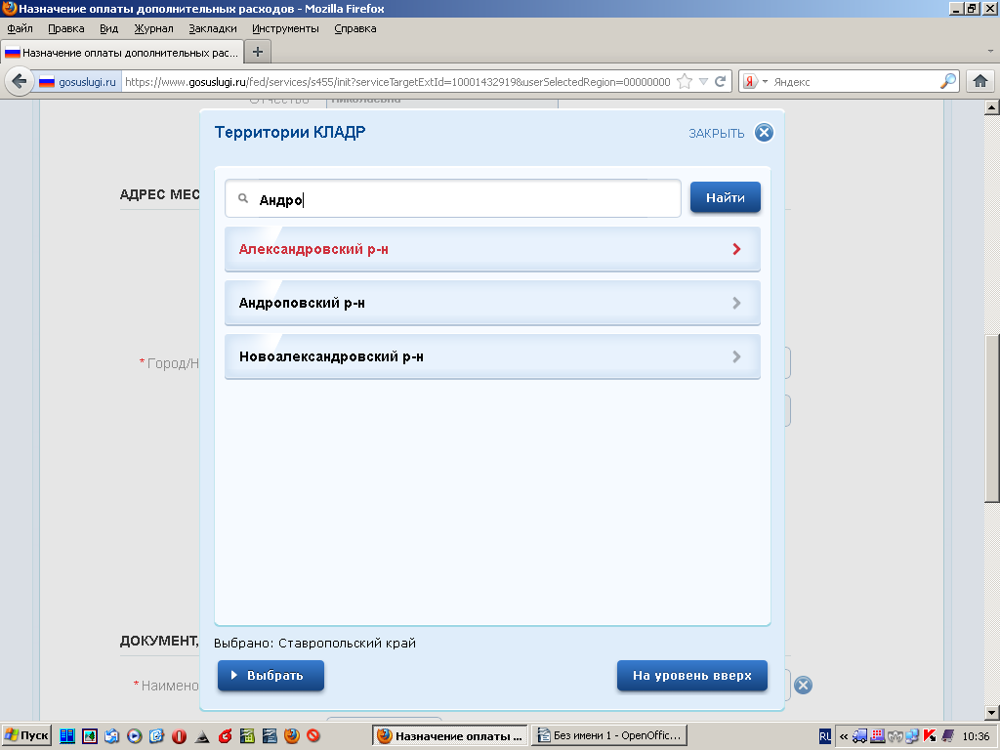 Назначение оплаты дополнительных расходов - Mozilla Firefox
Файл Правка Вид Журнал Закладки Инструменты Справка
Назначение оплаты дополнительных рас... +
gosuslugi.ru https://www.gosuslugi.ru/fed/services/s455/init?serviceTargetExtId=10001432919&userSelectedRegion=00000000 Я Яндекс
Отчество Николаевна
Территории КЛАДР ЗАКРЫТЬ
АДРЕС МЕС
Андро Найти
Александровский р-н
Андроповский р-н
* Город/Н
Новоалександровский р-н
ДОКУМЕНТ,
Выбрано: Ставропольский край
* Наимено
Выбрать На уровень вверх
Пуск Назначение оплаты ... Без имени 1 - OpenOffic... RL « 10:36